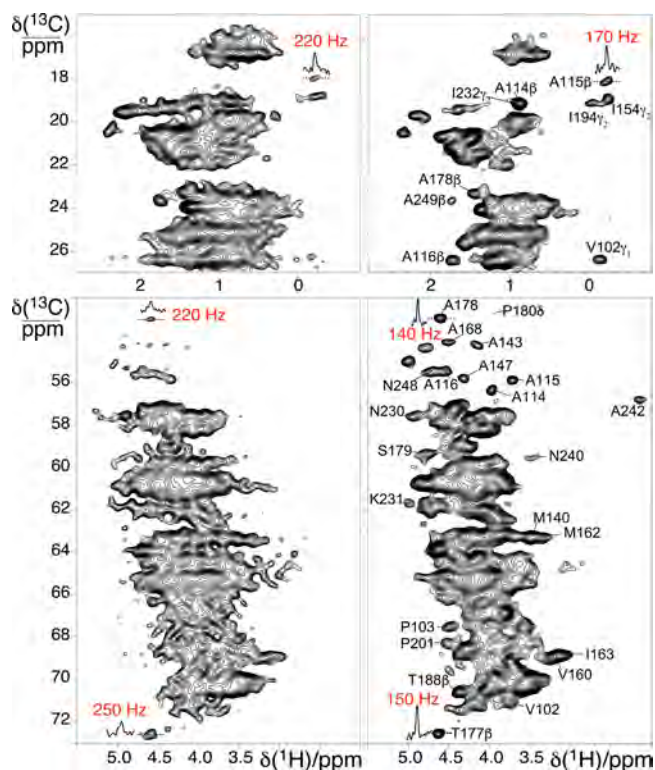 δ(¹³C)
ppm
18
20
22
24
26
220 Hz
2
1
0
170 Hz
I232γ₂
A114β
A115β
I194γ₂
I154γ₂
A178β
A249β
A116β
V102γ₁
2
1
0
δ(¹³C)
ppm
56
58
60
62
64
66
68
70
72
220 Hz
250 Hz
5.0
4.5
4.0
3.5
δ(¹H)/ppm
140 Hz
A178
P180δ
A168
A143
A147
N248
A116
A115
A114
A242
N230
S179
N240
K231
M140
M162
P103
P201
I163
T188β
V160
150 Hz
V102
T177β
5.0
4.5
4.0
3.5
δ(¹H)/ppm